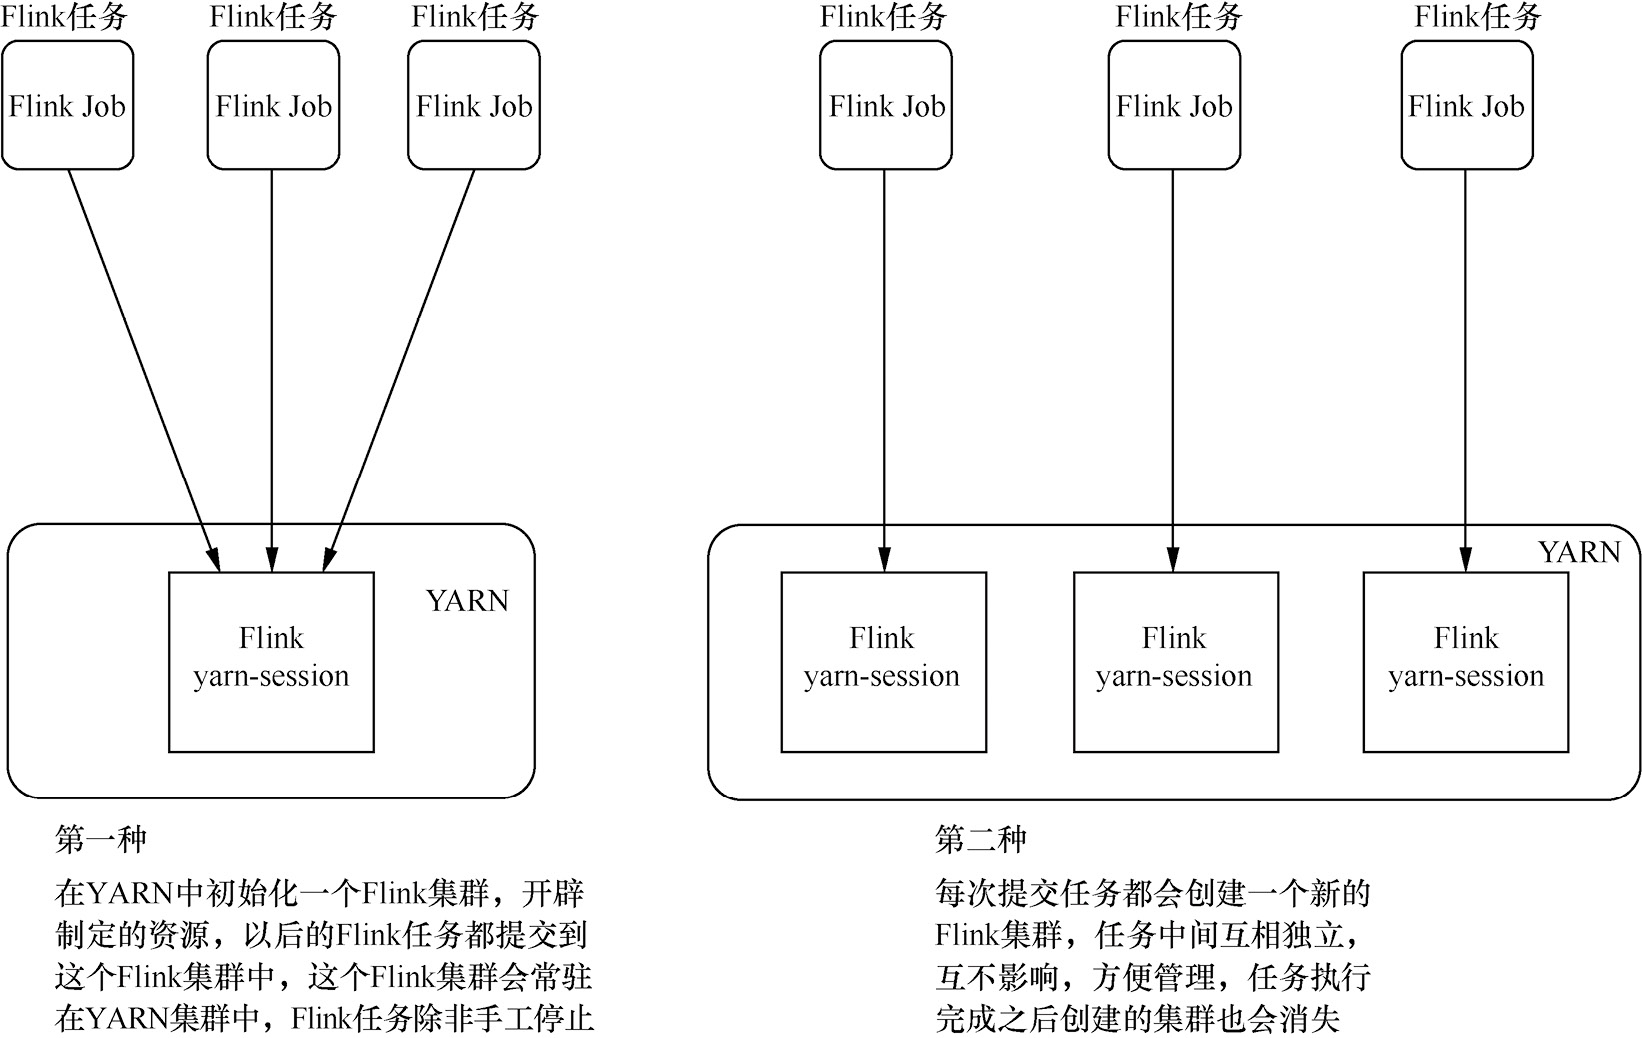 Flink任务
Flink任务
Flink任务
Flink Job
Flink Job
Flink Job
YARN
Flink
yarn-session
第一种
在YARN中初始化一个Flink集群，开辟
制定的资源，以后的Flink任务都提交到
这个Flink集群中，这个Flink集群会常驻
在YARN集群中，Flink任务除非手工停止
Flink任务
Flink任务
Flink任务
Flink Job
Flink Job
Flink Job
YARN
Flink
yarn-session
Flink
yarn-session
Flink
yarn-session
第二种
每次提交任务都会创建一个新的
Flink集群，任务中间互相独立，
互不影响，方便管理，任务执行
完成之后创建的集群也会消失